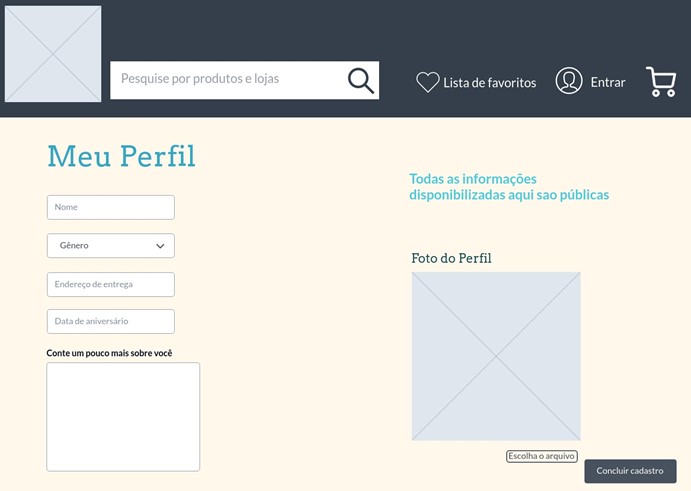 Pesquise por produtos e lojas
Lista de favoritos
Entrar
Meu Perfil
Todas as informações
disponibilizadas aqui sao públicas
Nome
Gênero
Endereço de entrega
Data de aniversário
Conte um pouco mais sobre você
Foto do Perfil
Escolha o arquivo
Concluir cadastro